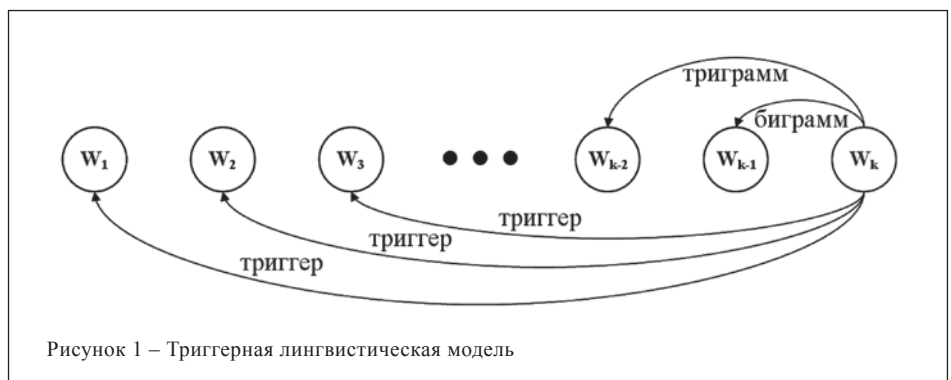 триграмм
биграмм
W₁ W₂ W₃ Wₖ₋₂ Wₖ₋₁ Wₖ
триггер
триггер
триггер
Рисунок 1 – Триггерная лингвистическая модель